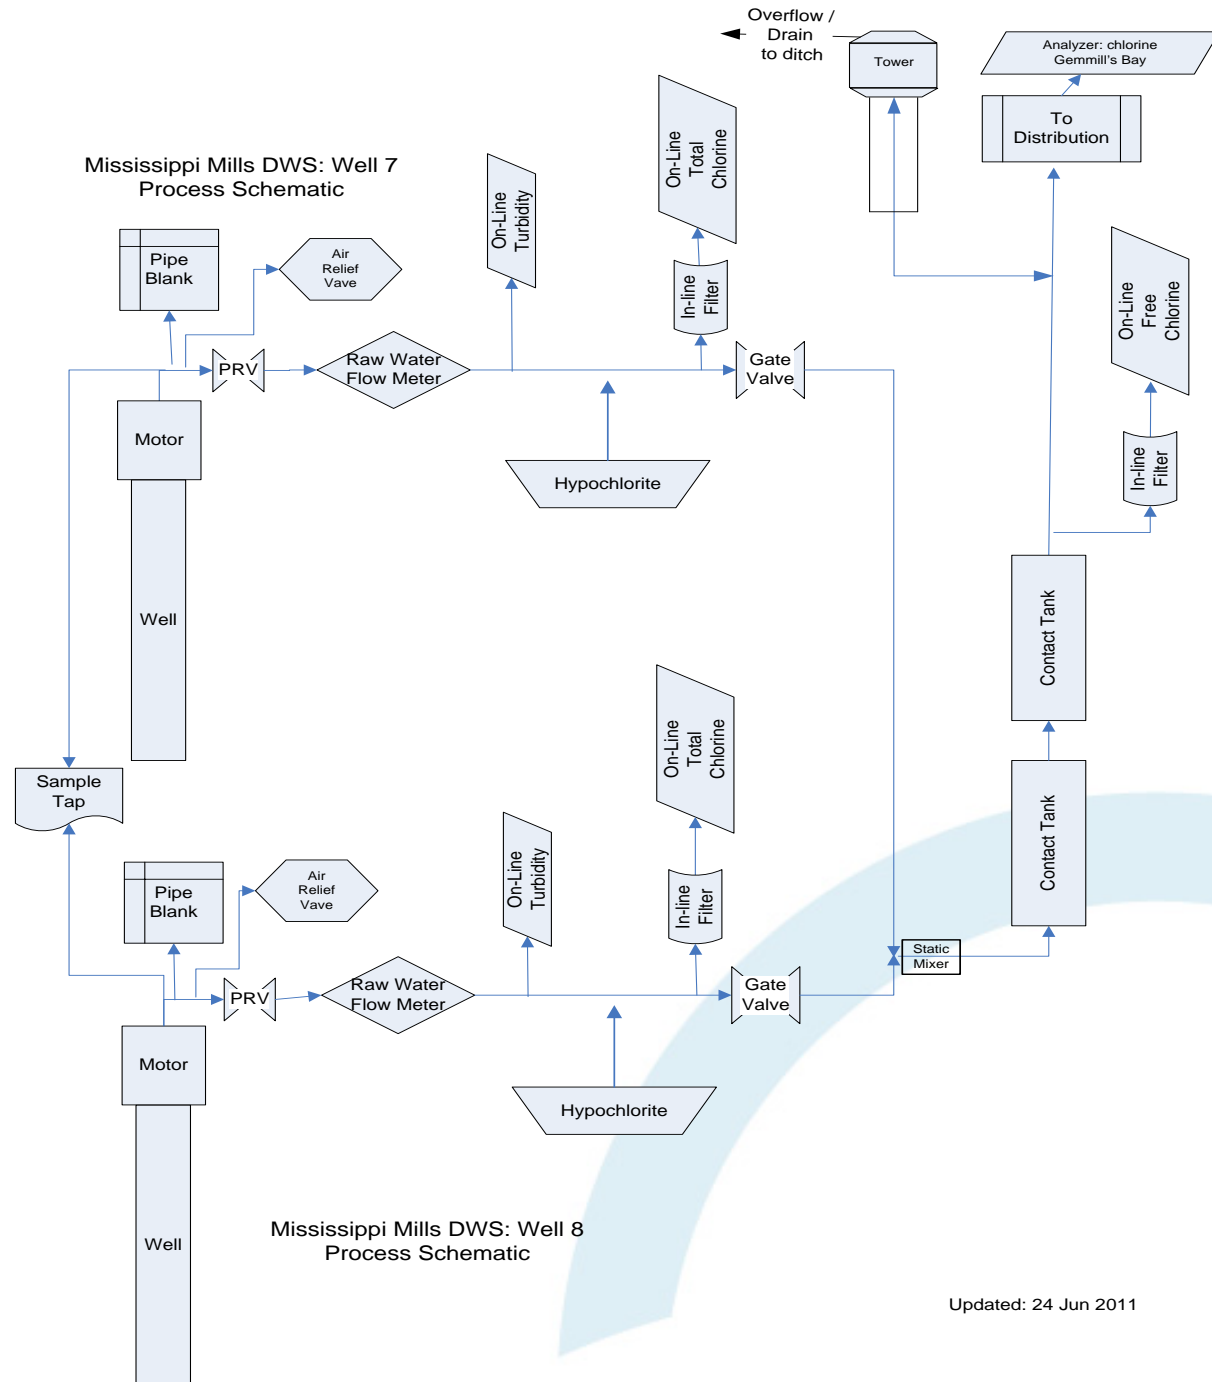 Overflow /
Drain
to ditch
Tower
Analyzer: chlorine
Gemmill's Bay
To
Distribution
Mississippi Mills DWS: Well 7
Process Schematic
On-Line
Total
Chlorine
On-Line
Turbidity
Pipe
Blank
Air
Relief
Vave
In-line
Filter
On-Line
Free
Chlorine
PRV
Raw Water
Flow Meter
Gate
Valve
Motor
Hypochlorite
In-line
Filter
Well
Contact Tank
Sample
Tap
On-Line
Total
Chlorine
Contact Tank
On-Line
Turbidity
Pipe
Blank
Air
Relief
Vave
In-line
Filter
Static
Mixer
PRV
Raw Water
Flow Meter
Gate
Valve
Motor
Hypochlorite
Well
Mississippi Mills DWS: Well 8
Process Schematic
Updated: 24 Jun 2011